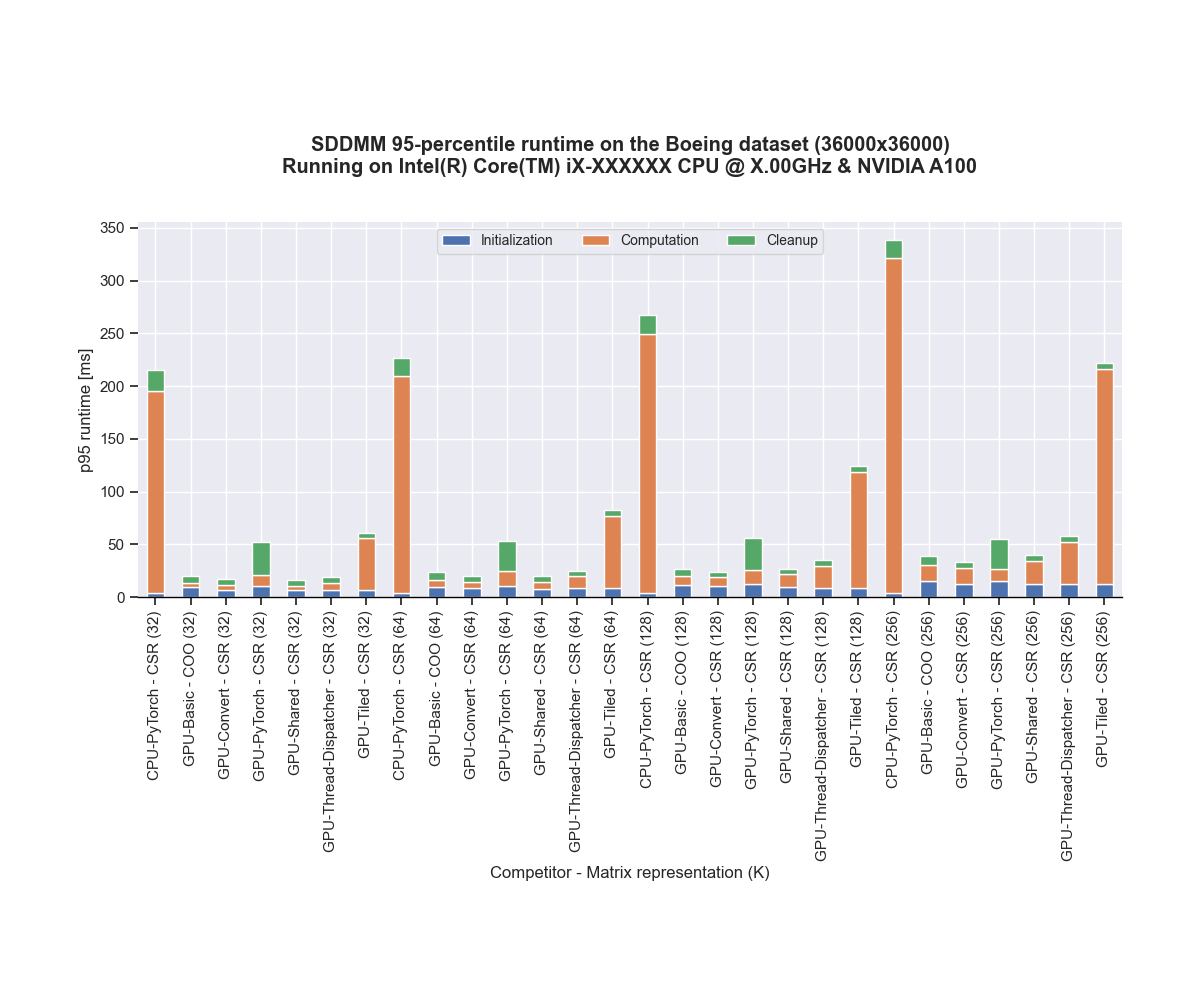 SDDMM 95-percentile runtime on the Boeing dataset (36000x36000)
Running on Intel(R) Core(TM) iX-XXXXXX CPU @ X.00GHz & NVIDIA A100
Initialization
Computation
Cleanup
p95 runtime [ms]
350
300
250
200
150
100
50
0
CPU-PyTorch - CSR (32)
GPU-Basic - COO (32)
GPU-Convert - CSR (32)
GPU-PyTorch - CSR (32)
GPU-Shared - CSR (32)
GPU-Thread-Dispatcher - CSR (32)
GPU-Tiled - CSR (32)
CPU-PyTorch - CSR (64)
GPU-Basic - COO (64)
GPU-Convert - CSR (64)
GPU-PyTorch - CSR (64)
GPU-Shared - CSR (64)
GPU-Thread-Dispatcher - CSR (64)
GPU-Tiled - CSR (64)
CPU-PyTorch - CSR (128)
GPU-Basic - COO (128)
GPU-Convert - CSR (128)
GPU-PyTorch - CSR (128)
GPU-Shared - CSR (128)
GPU-Thread-Dispatcher - CSR (128)
GPU-Tiled - CSR (128)
CPU-PyTorch - CSR (256)
GPU-Basic - COO (256)
GPU-Convert - CSR (256)
GPU-PyTorch - CSR (256)
GPU-Shared - CSR (256)
GPU-Thread-Dispatcher - CSR (256)
GPU-Tiled - CSR (256)
Competitor - Matrix representation (K)